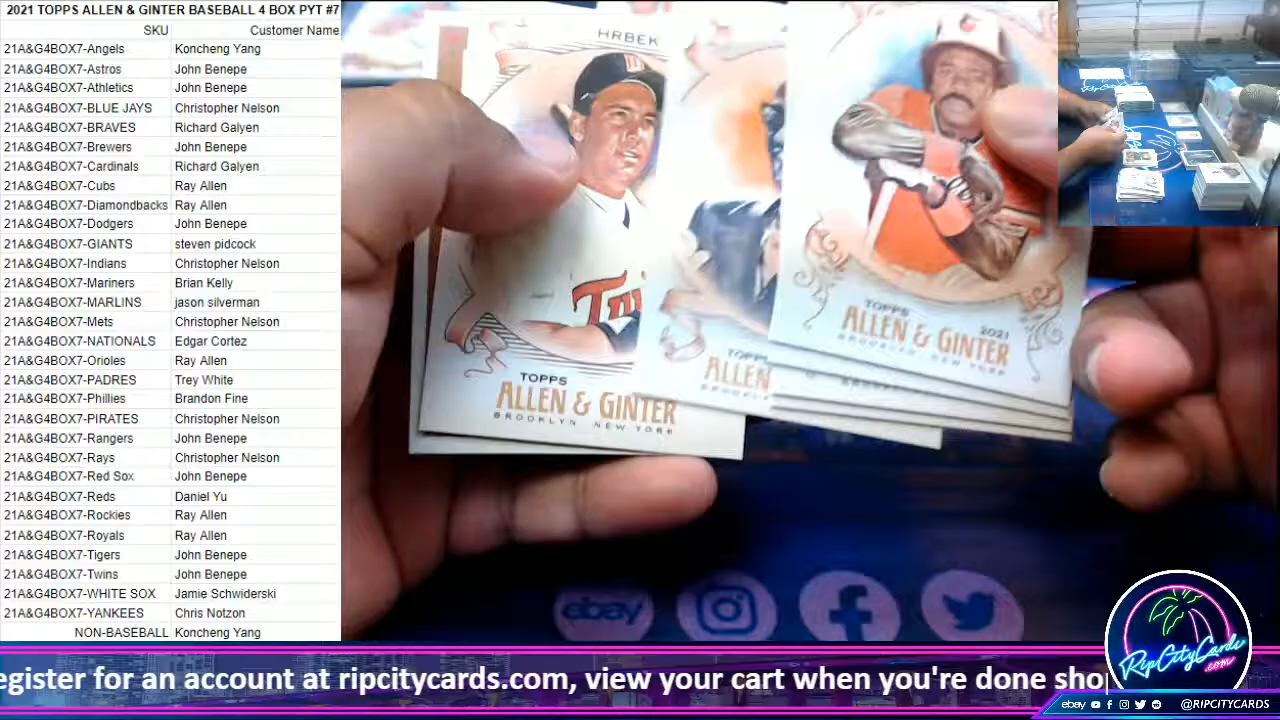 2021 TOPPS ALLEN & GINTER BASEBALL 4 BOX PYT #7
SKU Customer Name
21A&G4BOX7-Angels Koncheng Yang
21A&G4BOX7-Astros John Benepe
21A&G4BOX7-Athletics John Benepe
21A&G4BOX7-BLUE JAYS Christopher Nelson
21A&G4BOX7-BRAVES Richard Galyen
21A&G4BOX7-Brewers John Benepe
21A&G4BOX7-Cardinals Richard Galyen
21A&G4BOX7-Cubs Ray Allen
21A&G4BOX7-Diamondbacks Ray Allen
21A&G4BOX7-Dodgers John Benepe
21A&G4BOX7-GIANTS steven pidcock
21A&G4BOX7-Indians Christopher Nelson
21A&G4BOX7-Mariners Brian Kelly
21A&G4BOX7-MARLINS jason silverman
21A&G4BOX7-Mets Christopher Nelson
21A&G4BOX7-NATIONALS Edgar Cortez
21A&G4BOX7-Orioles Ray Allen
21A&G4BOX7-PADRES Trey White
21A&G4BOX7-Phillies Brandon Fine
21A&G4BOX7-PIRATES Christopher Nelson
21A&G4BOX7-Rangers John Benepe
21A&G4BOX7-Rays Christopher Nelson
21A&G4BOX7-Red Sox John Benepe
21A&G4BOX7-Reds Daniel Yu
21A&G4BOX7-Rockies Ray Allen
21A&G4BOX7-Royals Ray Allen
21A&G4BOX7-Tigers John Benepe
21A&G4BOX7-Twins John Benepe
21A&G4BOX7-WHITE SOX Jamie Schwiderski
21A&G4BOX7-YANKEES Chris Notzon
NON-BASEBALL Koncheng Yang
HRBEK
TOPPS
ALLEN & GINTER
BROOKLYN NEW YORK
TOPPS
ALLEN
TOPPS 2021
ALLEN & GINTER
BROOKLYN NEW YORK
ebay
RipCityCards
.com
egister for an account at ripcitycards.com, view your cart when you're done sho
ebay @RIPCITYCARDS